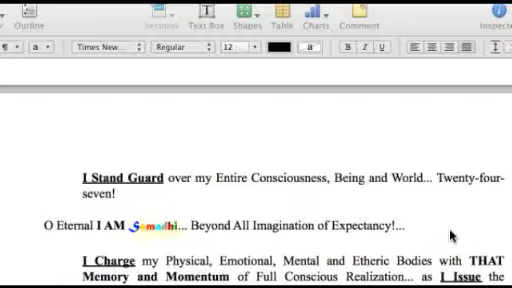 Outline Sections Text Box Shapes Table Charts Comment Inspector
¶ a Times New... Regular 12 a B I U
I Stand Guard over my Entire Consciousness, Being and World... Twenty-four-
seven!
O Eternal I AM Samadhi... Beyond All Imagination of Expectancy!...
I Charge my Physical, Emotional, Mental and Etheric Bodies with THAT
Memory and Momentum of Full Conscious Realization... as I Issue the